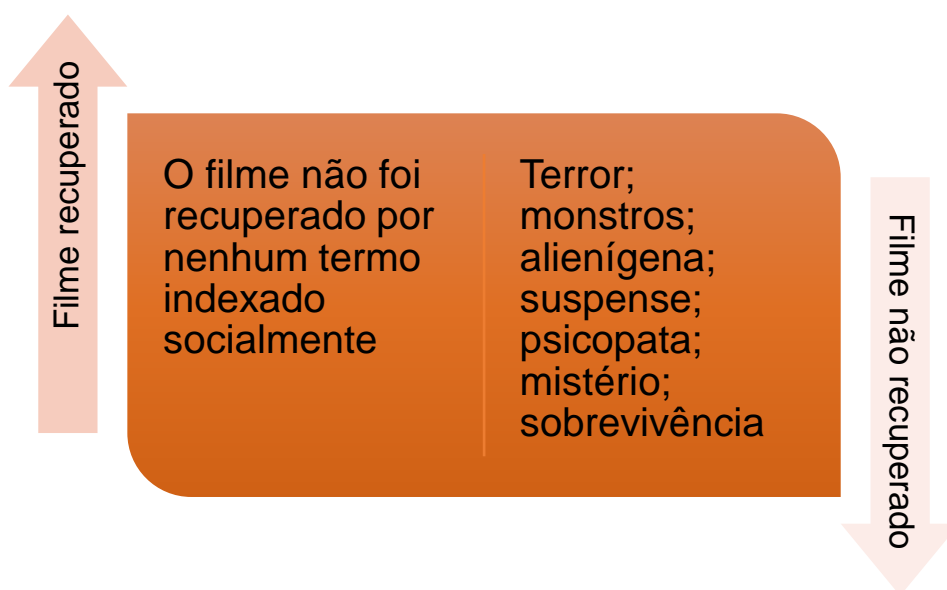 Filme recuperado
O filme não foi
recuperado por
nenhum termo
indexado
socialmente
Terror;
monstros;
alienígena;
suspense;
psicopata;
mistério;
sobrevivência
Filme não recuperado